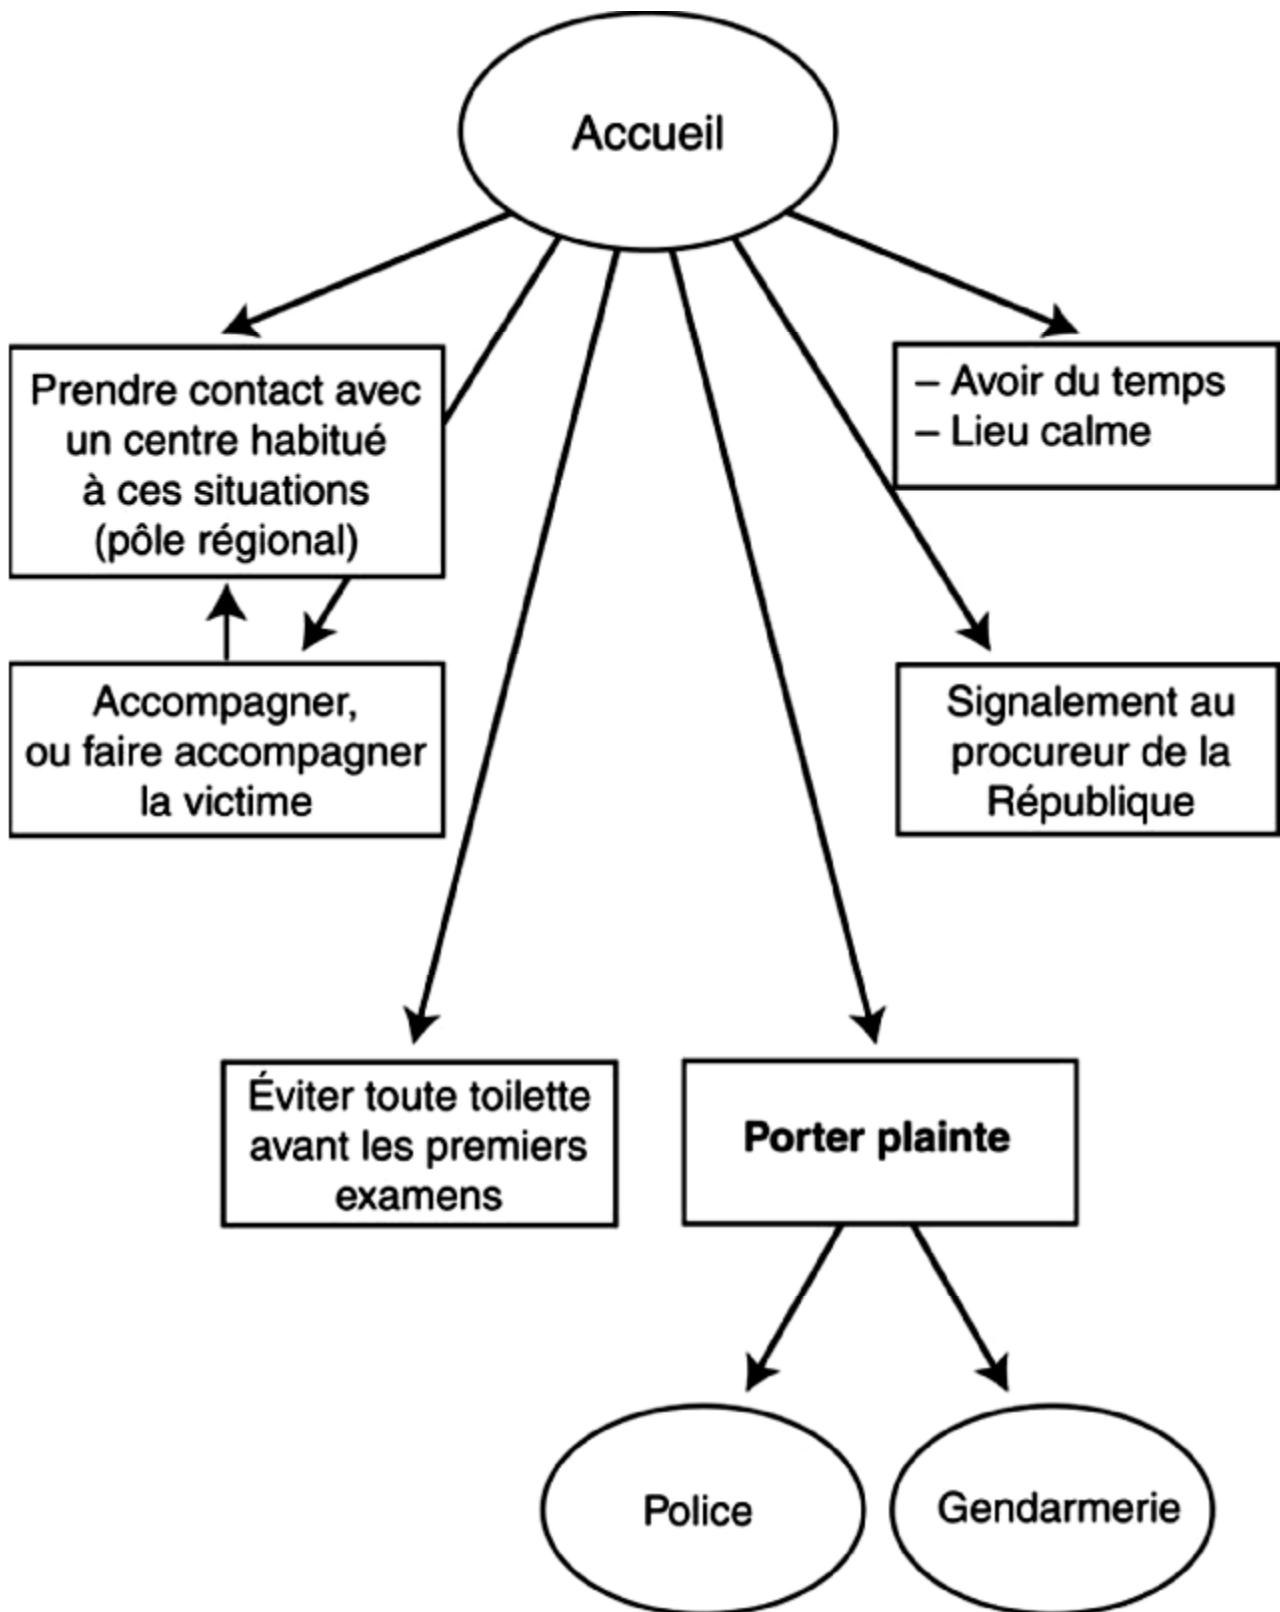 Accueil
Prendre contact avec
un centre habitué
à ces situations
(pôle régional)
– Avoir du temps
– Lieu calme
Accompagner,
ou faire accompagner
la victime
Signalement au
procureur de la
République
Éviter toute toilette
avant les premiers
examens
Porter plainte
Police
Gendarmerie